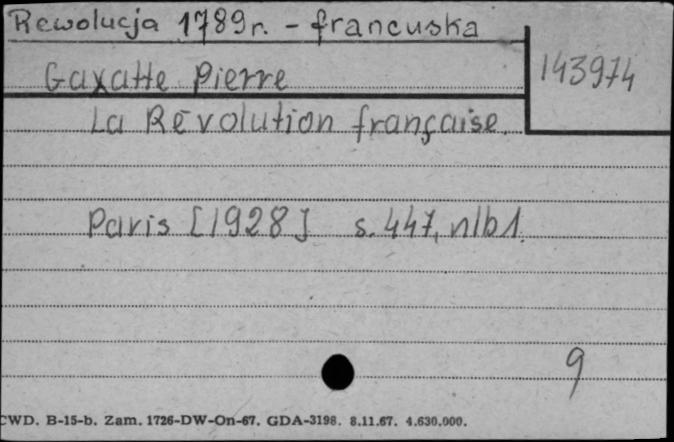 Rewolucja 1789r. - francuska
143974
Gaxatte Pierre
La Révolution française.
Paris [1928] s. 447, nlb1.
9
CWD. B-15-b. Zam. 1726-DW-On-67. GDA-3198. 8.11.67. 4.630.000.